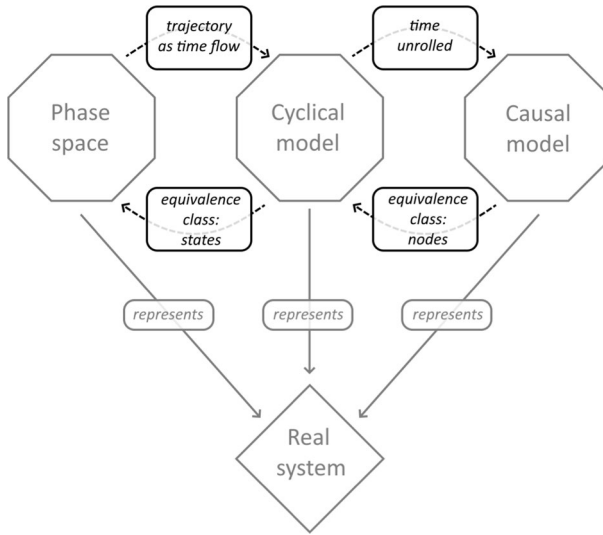 trajectory
as time flow
time
unrolled
Phase
space
Cyclical
model
Causal
model
equivalence
class:
states
equivalence
class:
nodes
represents
represents
represents
Real
system